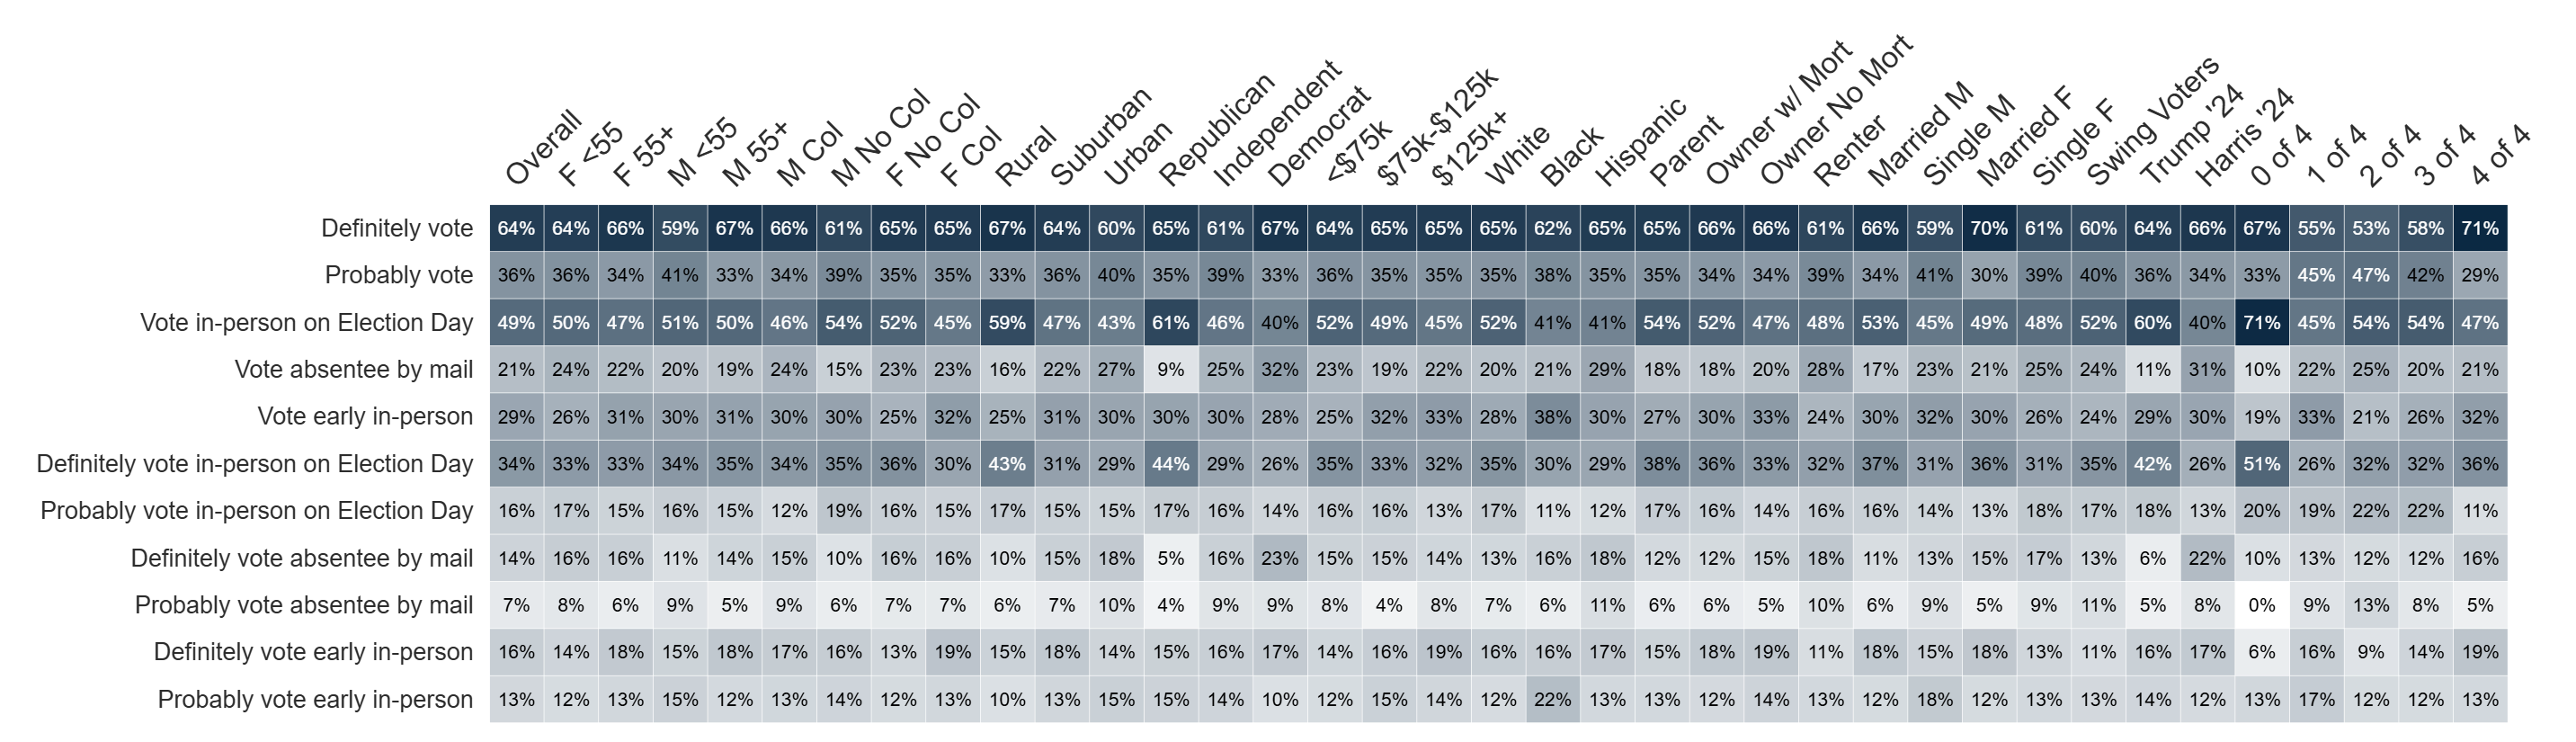 Overall F <55 F 55+ M <55 M 55+ M Col M No Col F No Col F Col Rural Suburban Urban Republican Independent Democrat <$75k $75k-$125k $125k+ White Black Hispanic Parent Owner w/ Mort Owner No Mort Renter Married M Single M Married F Single F Swing Voters Trump '24 Harris '24 0 of 4 1 of 4 2 of 4 3 of 4 4 of 4
Definitely vote 64% 64% 66% 59% 67% 66% 61% 65% 65% 67% 64% 60% 65% 61% 67% 64% 65% 65% 65% 62% 65% 65% 66% 66% 61% 66% 59% 70% 61% 60% 64% 66% 67% 55% 53% 58% 71%
Probably vote 36% 36% 34% 41% 33% 34% 39% 35% 35% 33% 36% 40% 35% 39% 33% 36% 35% 35% 35% 38% 35% 35% 34% 34% 39% 34% 41% 30% 39% 40% 36% 34% 33% 45% 47% 42% 29%
Vote in-person on Election Day 49% 50% 47% 51% 50% 46% 54% 52% 45% 59% 47% 43% 61% 46% 40% 52% 49% 45% 52% 41% 41% 54% 52% 47% 48% 53% 45% 49% 48% 52% 60% 40% 71% 45% 54% 54% 47%
Vote absentee by mail 21% 24% 22% 20% 19% 24% 15% 23% 23% 16% 22% 27% 9% 25% 32% 23% 19% 22% 20% 21% 29% 18% 18% 20% 28% 17% 23% 21% 25% 24% 11% 31% 10% 22% 25% 20% 21%
Vote early in-person 29% 26% 31% 30% 31% 30% 30% 25% 32% 25% 31% 30% 30% 30% 28% 25% 32% 33% 28% 38% 30% 27% 30% 33% 24% 30% 32% 30% 26% 24% 29% 30% 19% 33% 21% 26% 32%
Definitely vote in-person on Election Day 34% 33% 33% 34% 35% 34% 35% 36% 30% 43% 31% 29% 44% 29% 26% 35% 33% 32% 35% 30% 29% 38% 36% 33% 32% 37% 31% 36% 31% 35% 42% 26% 51% 26% 32% 32% 36%
Probably vote in-person on Election Day 16% 17% 15% 16% 15% 12% 19% 16% 15% 17% 15% 15% 17% 16% 14% 16% 16% 13% 17% 11% 12% 17% 16% 14% 16% 16% 14% 13% 18% 17% 18% 13% 20% 19% 22% 22% 11%
Definitely vote absentee by mail 14% 16% 16% 11% 14% 15% 10% 16% 16% 10% 15% 18% 5% 16% 23% 15% 15% 14% 13% 16% 18% 12% 12% 15% 18% 11% 13% 15% 17% 13% 6% 22% 10% 13% 12% 12% 16%
Probably vote absentee by mail 7% 8% 6% 9% 5% 9% 6% 7% 7% 6% 7% 10% 4% 9% 9% 8% 4% 8% 7% 6% 11% 6% 6% 5% 10% 6% 9% 5% 9% 11% 5% 8% 0% 9% 13% 8% 5%
Definitely vote early in-person 16% 14% 18% 15% 18% 17% 16% 13% 19% 15% 18% 14% 15% 16% 17% 14% 16% 19% 16% 16% 17% 15% 18% 19% 11% 18% 15% 18% 13% 11% 16% 17% 6% 16% 9% 14% 19%
Probably vote early in-person 13% 12% 13% 15% 12% 13% 14% 12% 13% 10% 13% 15% 15% 14% 10% 12% 15% 14% 12% 22% 13% 13% 12% 14% 13% 12% 18% 12% 13% 13% 14% 12% 13% 17% 12% 12% 13%